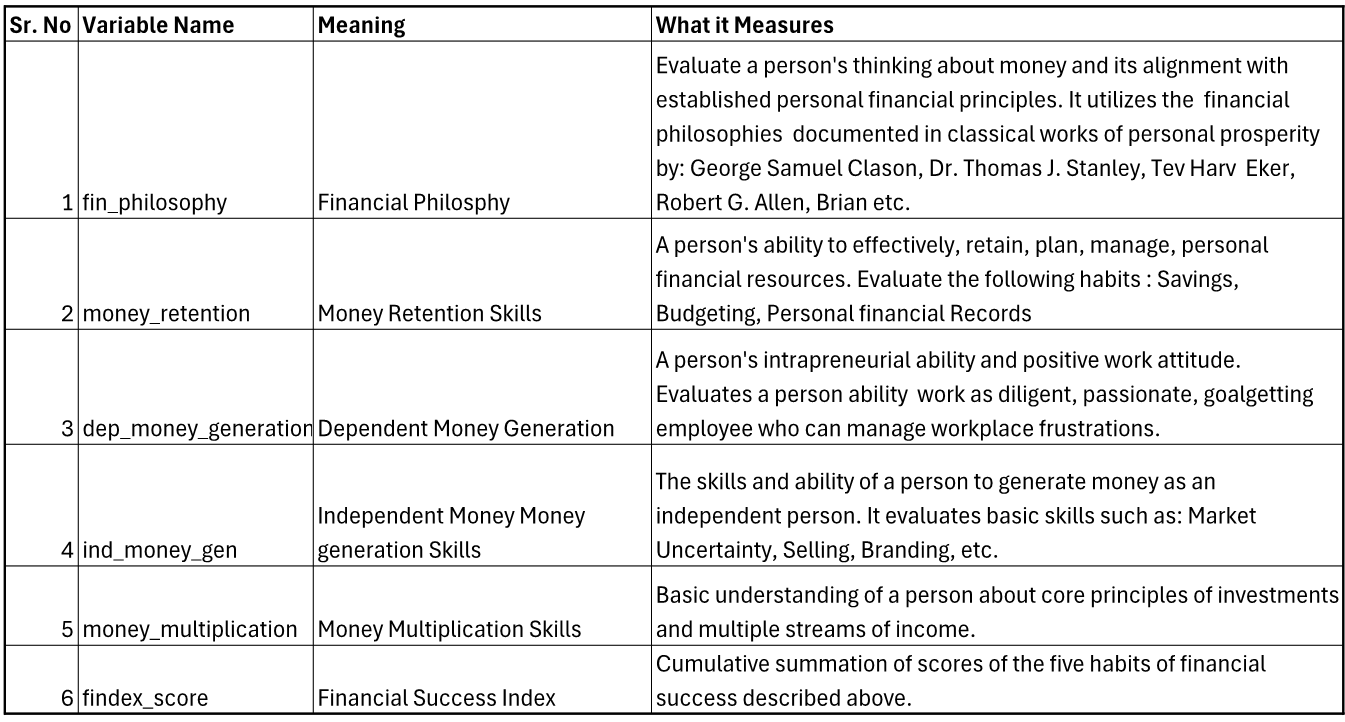 Sr. No Variable Name Meaning What it Measures
Evaluate a person's thinking about money and its alignment with
established personal financial principles. It utilizes the financial
philosophies documented in classical works of personal prosperity
by: George Samuel Clason, Dr. Thomas J. Stanley, Tev Harv Eker,
1 fin_philosophy Financial Philosphy Robert G. Allen, Brian etc.
A person's ability to effectively, retain, plan, manage, personal
financial resources. Evaluate the following habits : Savings,
2 money_retention Money Retention Skills Budgeting, Personal financial Records
A person's intrapreneurial ability and positive work attitude.
Evaluates a person ability work as diligent, passionate, goalgetting
3 dep_money_generation Dependent Money Generation employee who can manage workplace frustrations.
The skills and ability of a person to generate money as an
Independent Money Money independent person. It evaluates basic skills such as: Market
4 ind_money_gen generation Skills Uncertainty, Selling, Branding, etc.
Basic understanding of a person about core principles of investments
5 money_multiplication Money Multiplication Skills and multiple streams of income.
Cumulative summation of scores of the five habits of financial
6 findex_score Financial Success Index success described above.